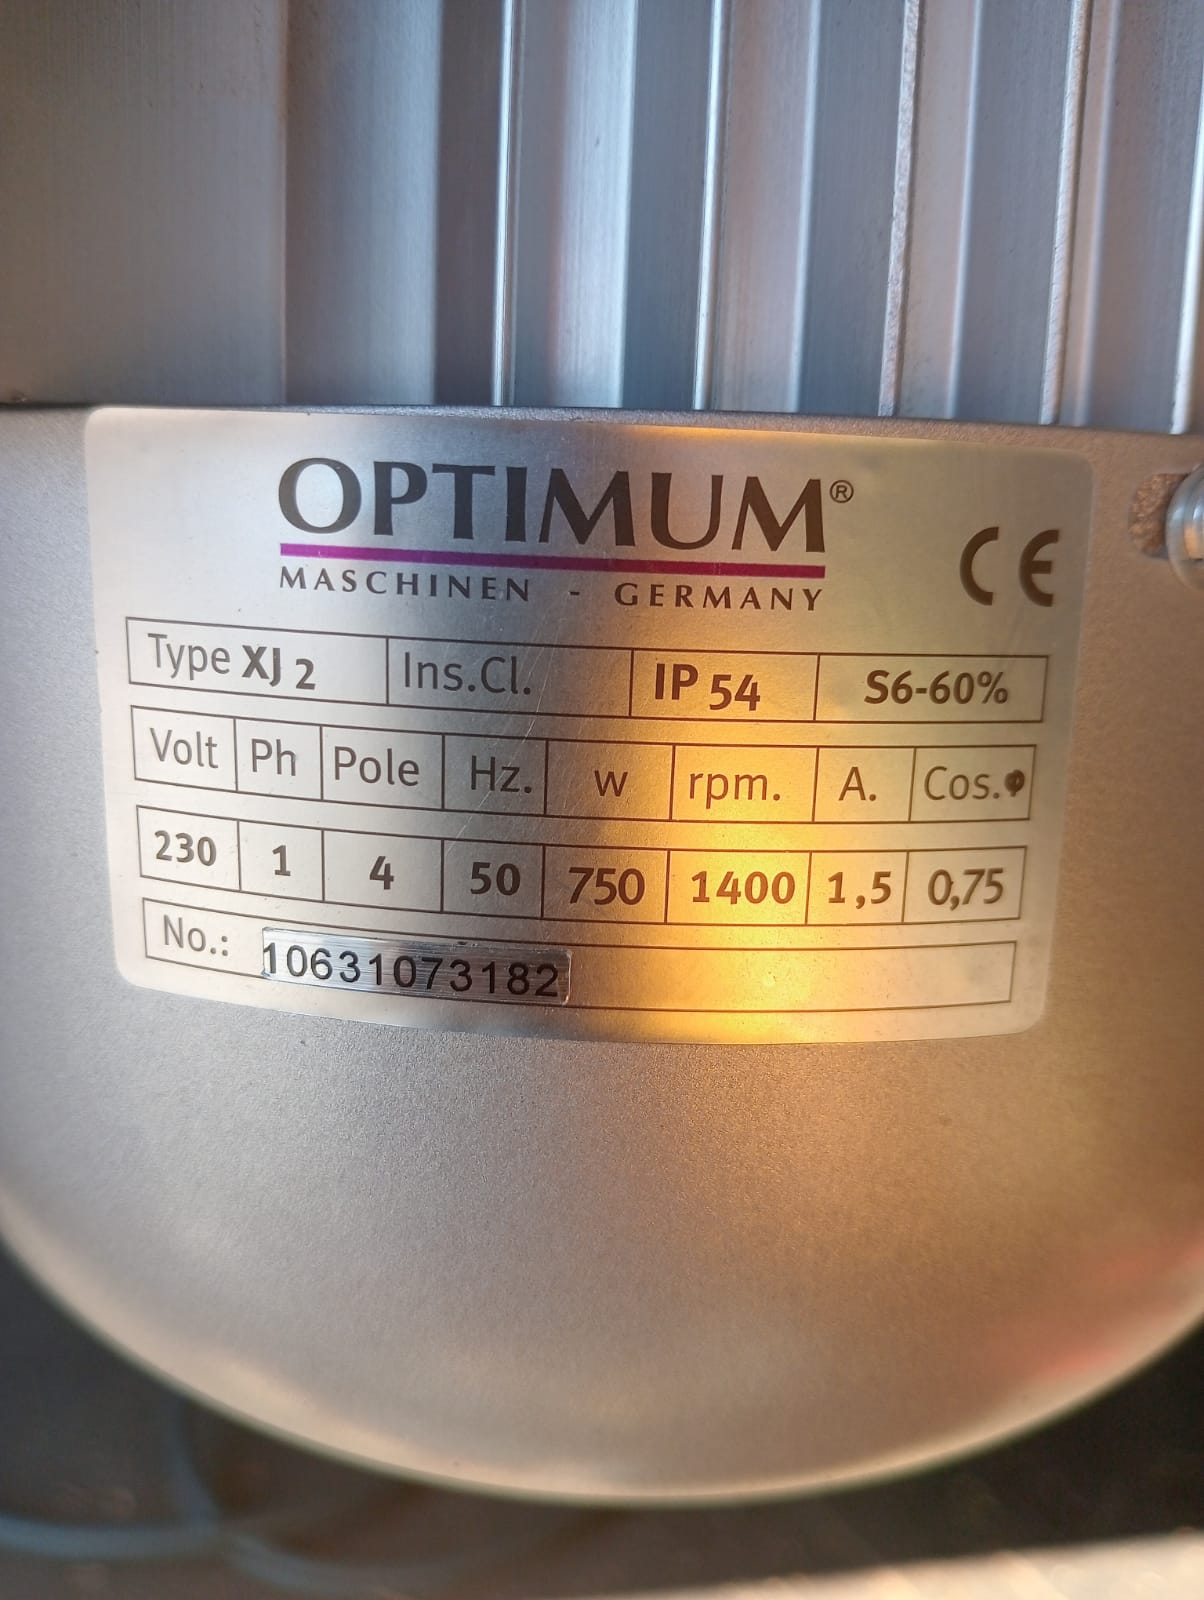 OPTIMUM®
MASCHINEN - GERMANY
CE
Type XJ 2 Ins.Cl. IP 54 S6-60%
Volt Ph Pole Hz. w rpm. A. Cos.φ
230 1 4 50 750 1400 1,5 0,75
No.: 10631073182